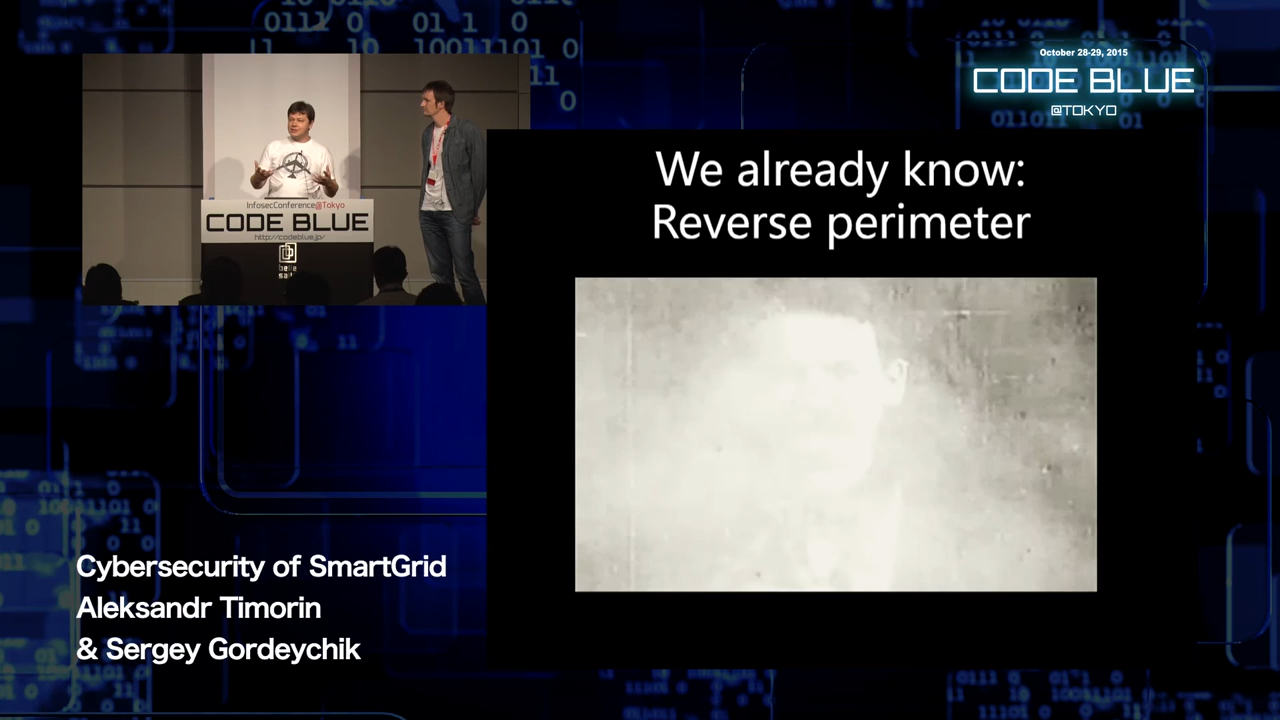 October 28-29, 2015
CODE BLUE
@TOKYO
We already know:
Reverse perimeter
InfosecConference@Tokyo
CODE BLUE
http://codeblue.jp/
Cybersecurity of SmartGrid
Aleksandr Timorin
& Sergey Gordeychik